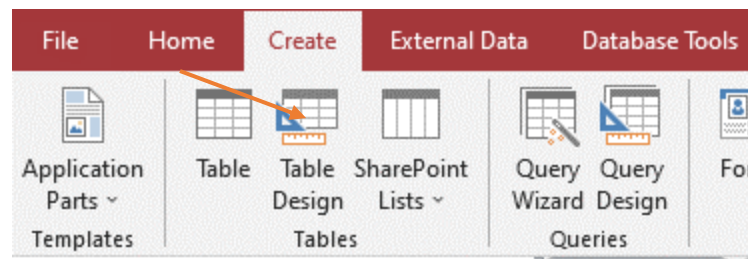 File Home Create External Data Database Tools
Application Table Table SharePoint Query Query
Parts Design Lists Wizard Design
Templates Tables Queries